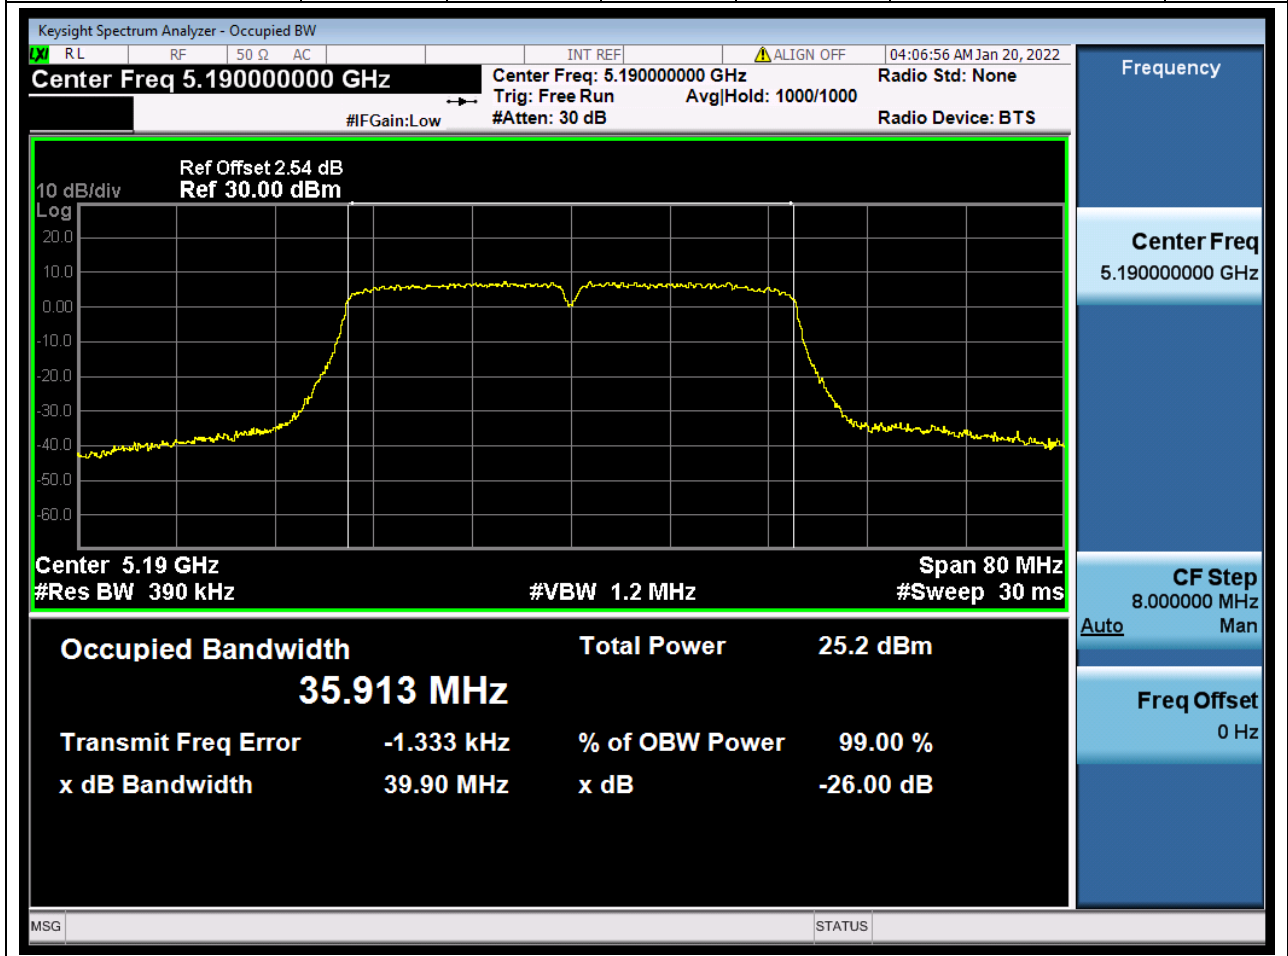 Keysight Spectrum Analyzer - Occupied BW
LXI RL RF 50 Ω AC INT REF ALIGN OFF 04:06:56 AM Jan 20, 2022
Center Freq 5.190000000 GHz
Center Freq: 5.190000000 GHz
Radio Std: None
Trig: Free Run Avg|Hold: 1000/1000
#IFGain:Low
#Atten: 30 dB
Radio Device: BTS
Ref Offset 2.54 dB
10 dB/div Ref 30.00 dBm
Log
20.0
10.0
0.00
-10.0
-20.0
-30.0
-40.0
-50.0
-60.0
Center 5.19 GHz Span 80 MHz
#Res BW 390 kHz #VBW 1.2 MHz #Sweep 30 ms
Occupied Bandwidth Total Power 25.2 dBm
35.913 MHz
Transmit Freq Error -1.333 kHz % of OBW Power 99.00 %
x dB Bandwidth 39.90 MHz x dB -26.00 dB
Frequency
Center Freq
5.190000000 GHz
CF Step
8.000000 MHz
Auto Man
Freq Offset
0 Hz
MSG STATUS